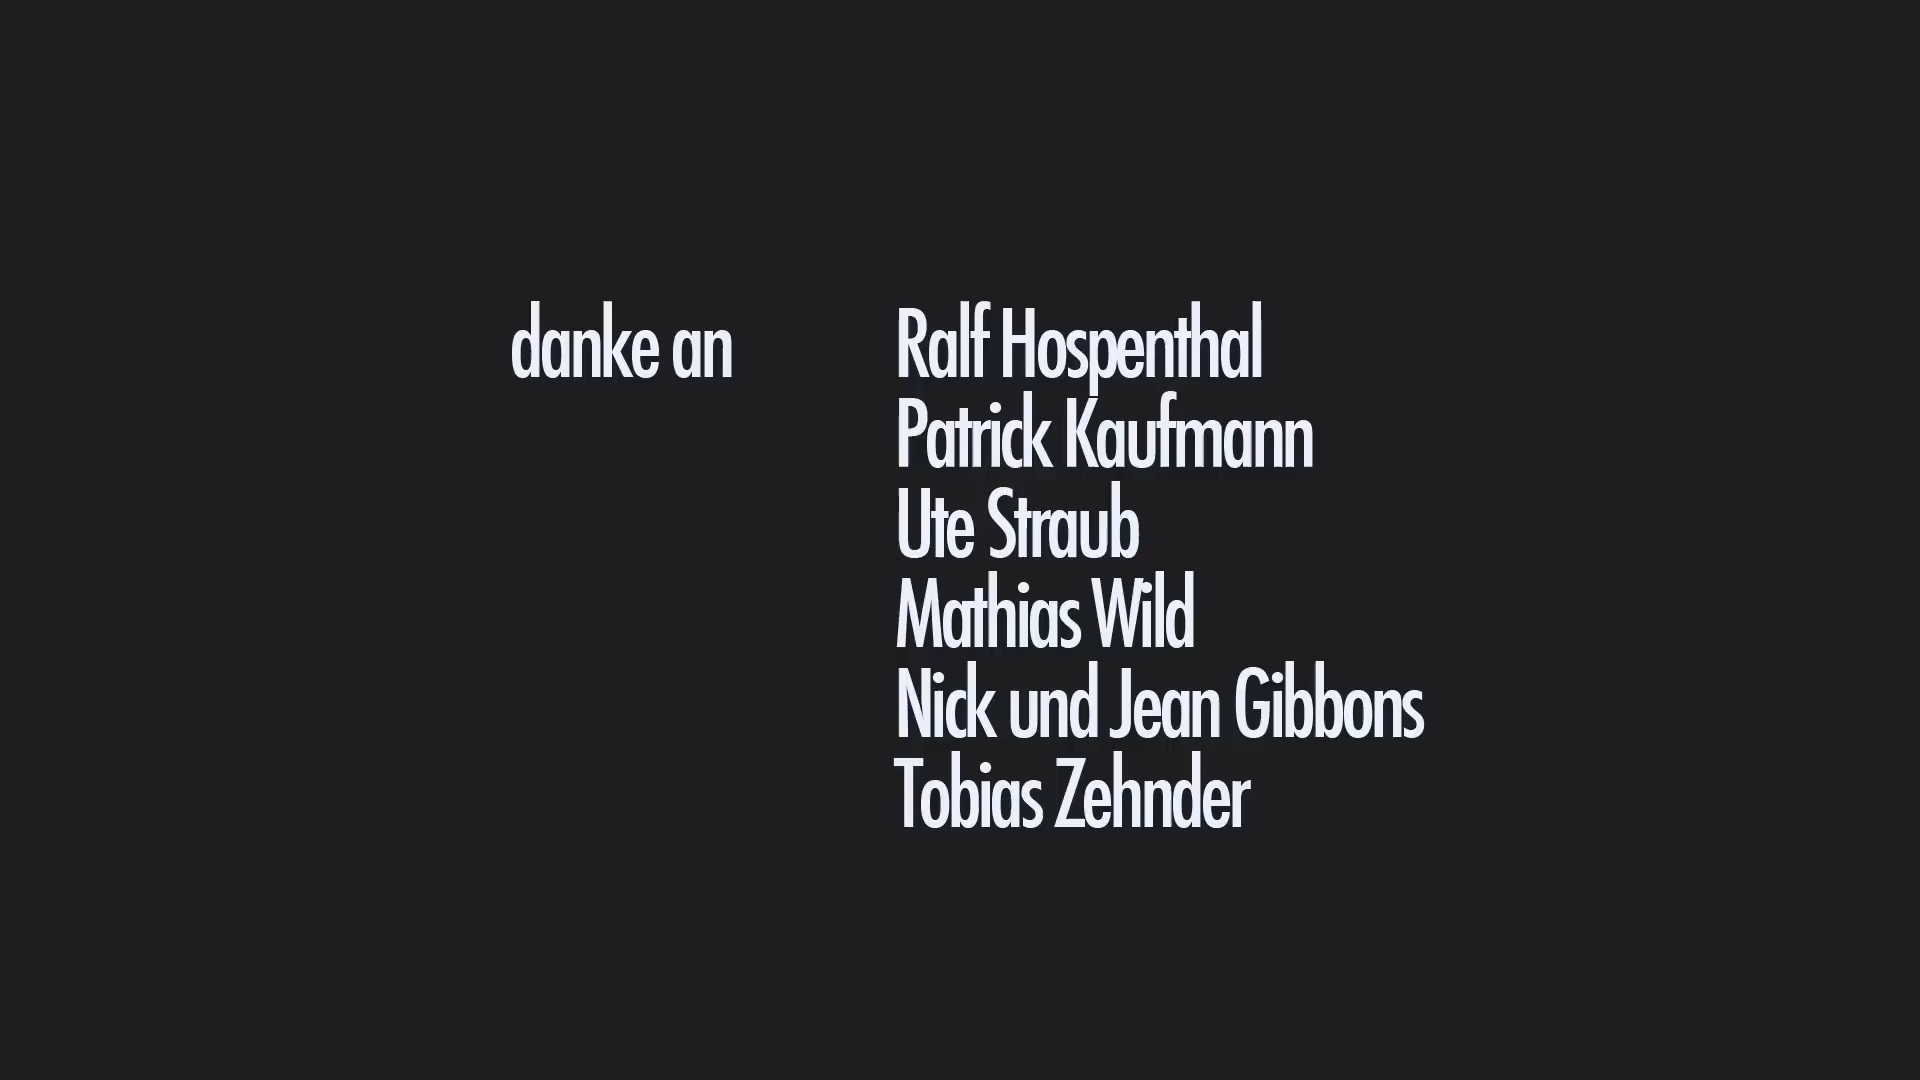 danke an Ralf Hospenthal
Patrick Kaufmann
Ute Straub
Mathias Wild
Nick und Jean Gibbons
Tobias Zehnder